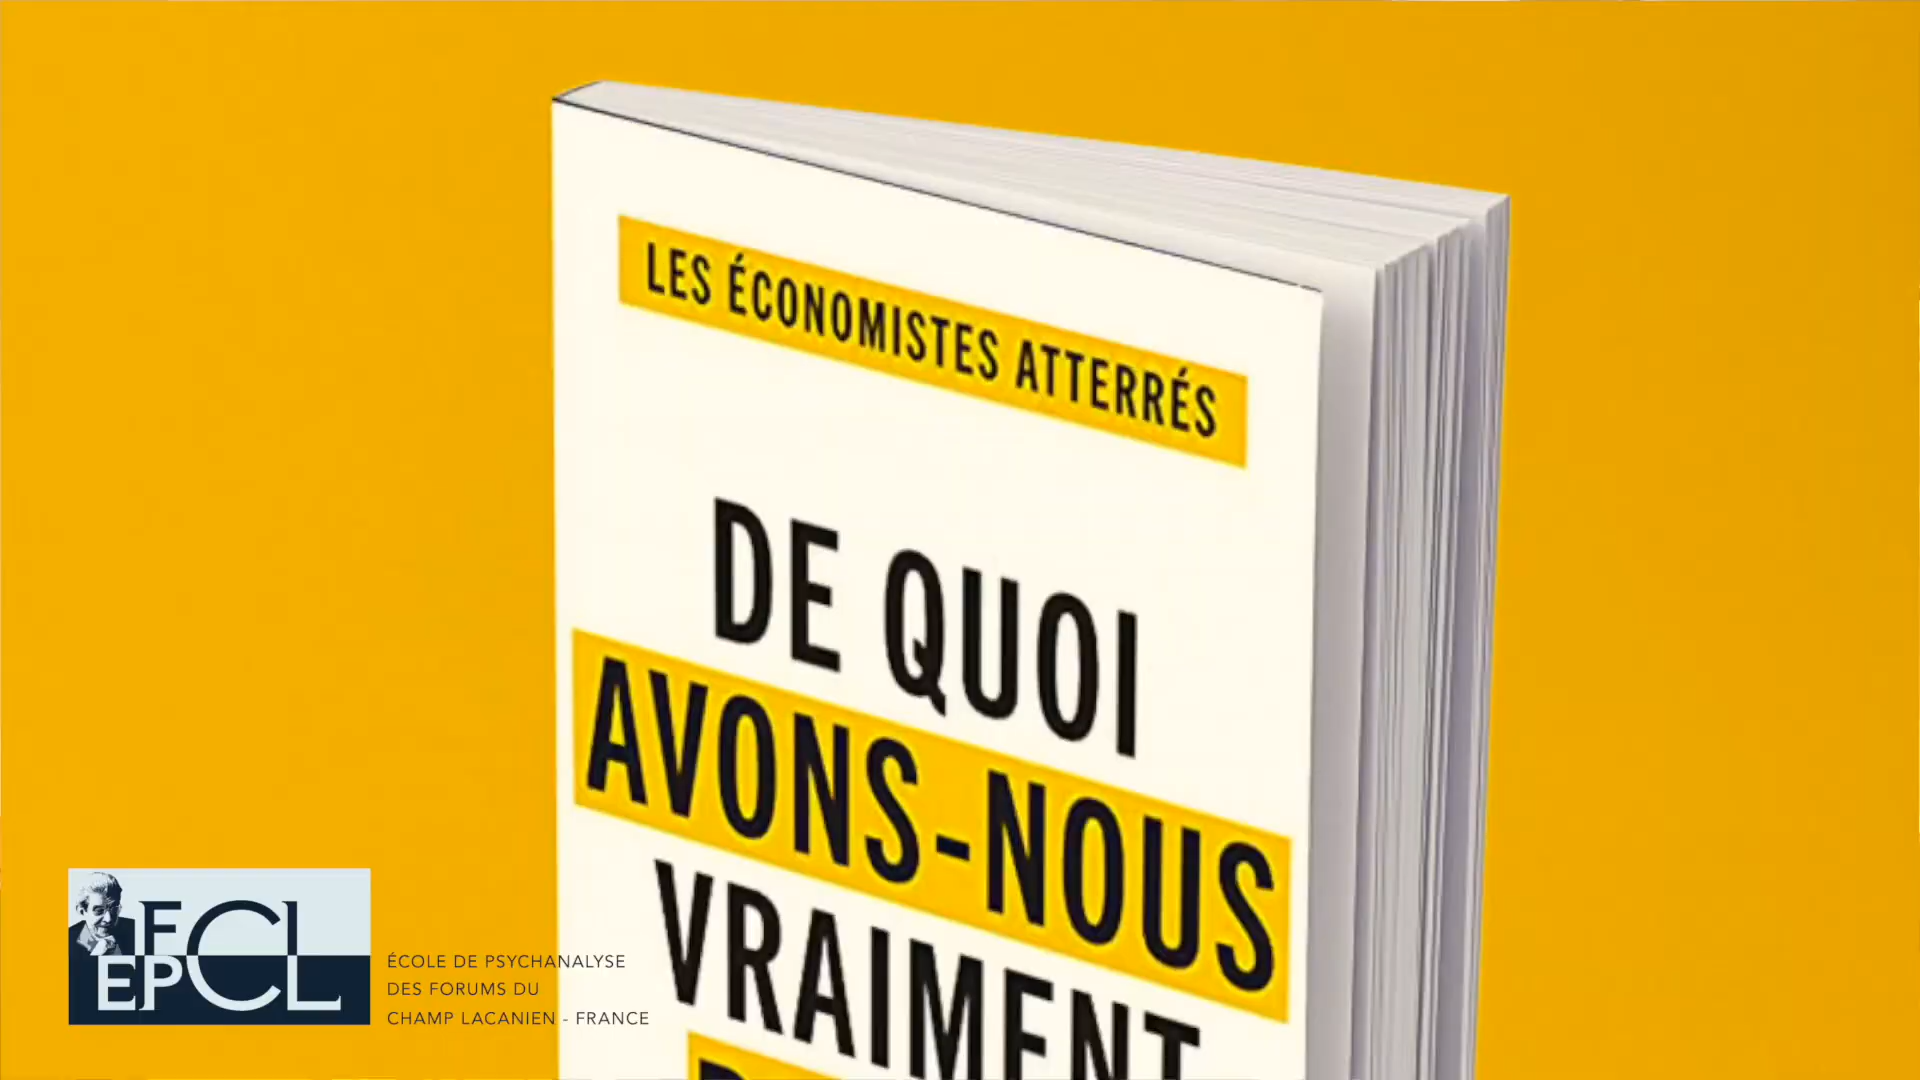 LES ÉCONOMISTES ATTERRÉS
DE QUOI
AVONS-NOUS
VRAIMENT
FCL
EPCL
ÉCOLE DE PSYCHANALYSE
DES FORUMS DU
CHAMP LACANIEN - FRANCE